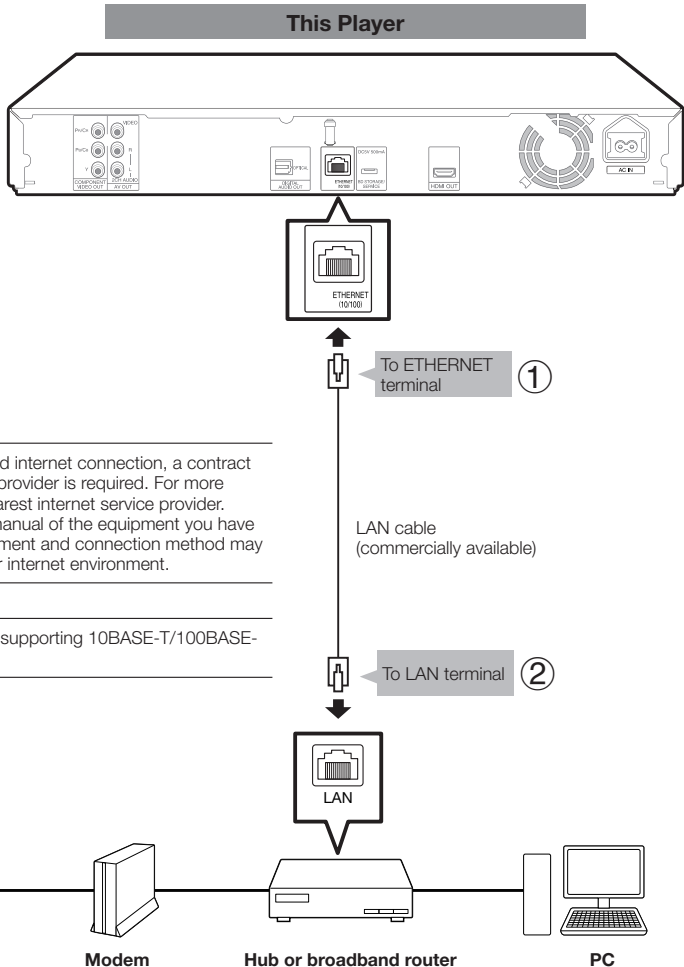 This Player
VIDEO
COMPONENT
VIDEO OUT
2CH AUDIO
AV OUT
Y
R
L
OPTICAL
DIGITAL
AUDIO OUT
ETHERNET
10/100
DC5V 500mA
BD STORAGE/
SERVICE
HDMI OUT
AC IN
ETHERNET
(10/100)
To ETHERNET
terminal
①
d internet connection, a contract
provider is required. For more
arest internet service provider.
manual of the equipment you have
ment and connection method may
r internet environment.
LAN cable
(commercially available)
supporting 10BASE-T/100BASE-
To LAN terminal
②
LAN
Modem
Hub or broadband router
PC